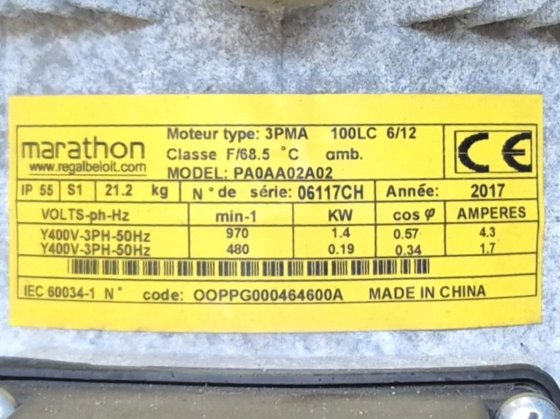 marathon Moteur type: 3PMA 100LC 6/12
www.regalbeloit.com Classe F/68.5 °C amb.
MODEL: PA0AA02A02
CE
IP 55 S1 21.2 kg N° de série: 06117CH Année: 2017
VOLTS-ph-Hz min-1 KW cos φ AMPERES
Y400V-3PH-50Hz 970 1.4 0.57 4.3
Y400V-3PH-50Hz 480 0.19 0.34 1.7
IEC 60034-1 N° code: OOPPG000464600A MADE IN CHINA